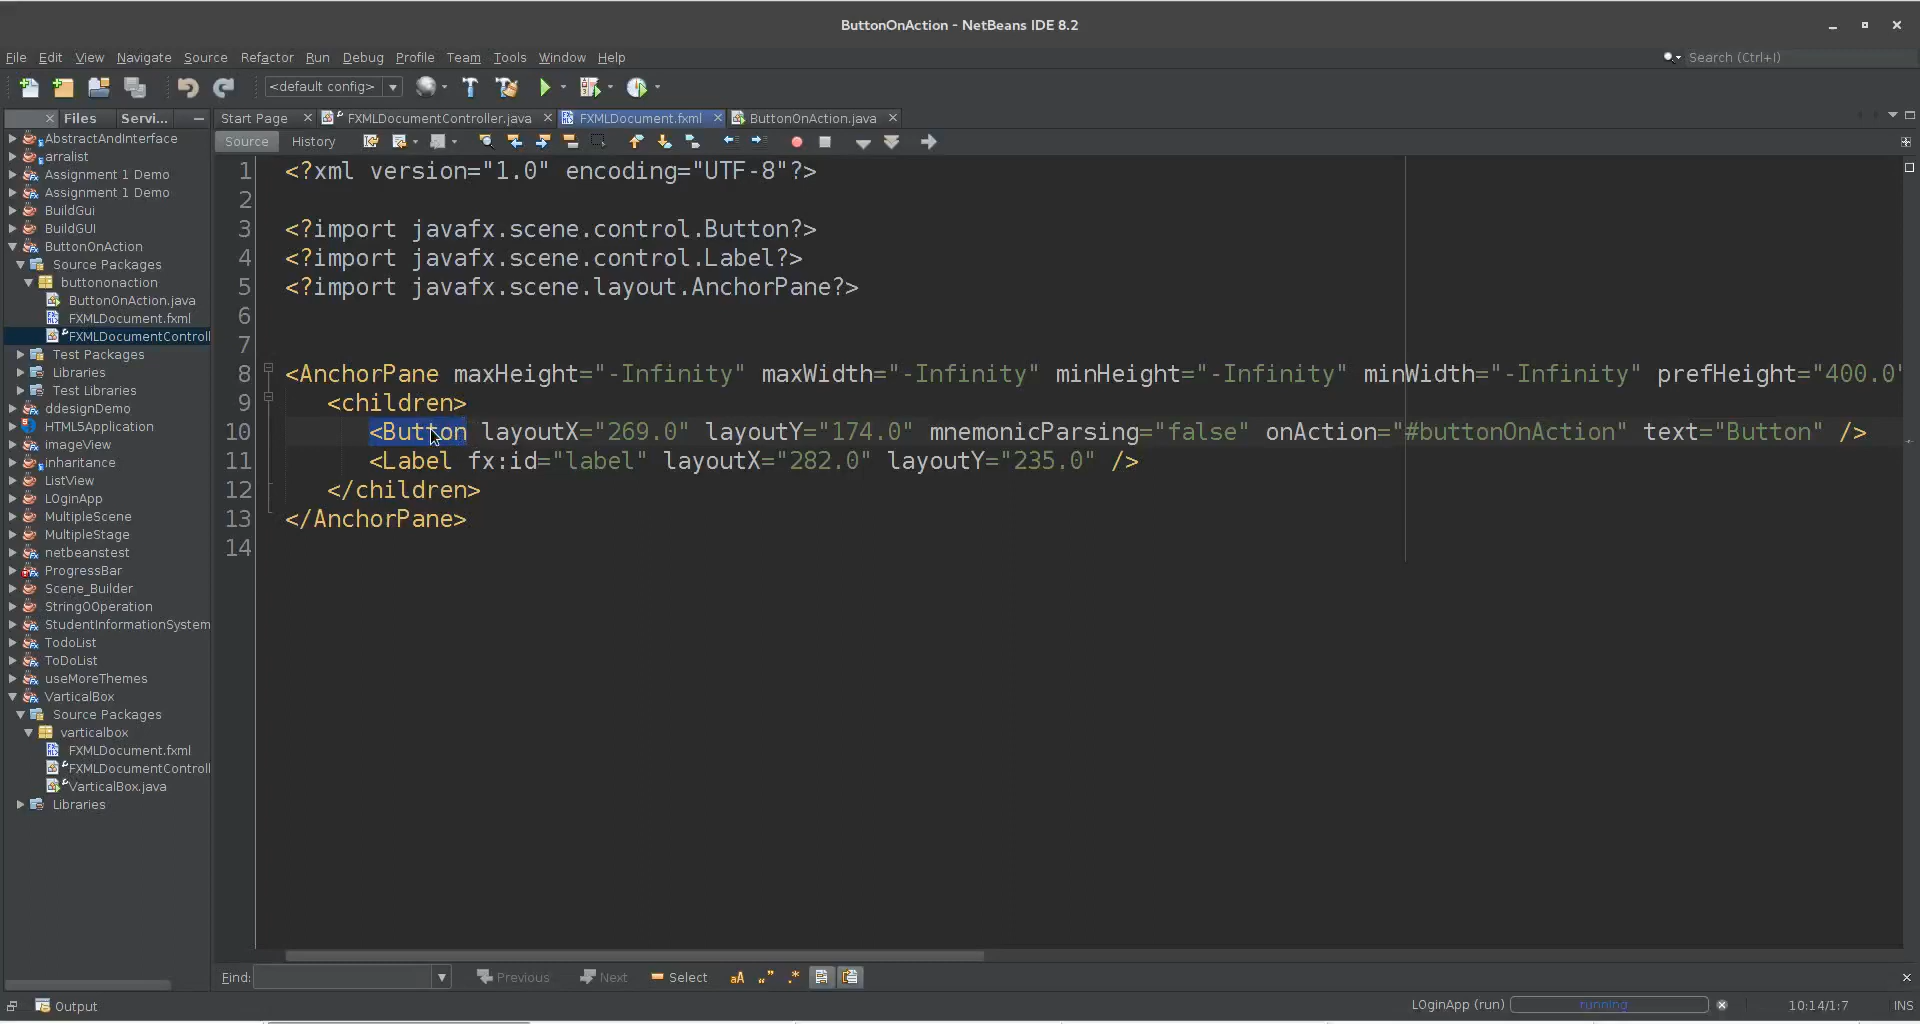 ButtonOnAction - NetBeans IDE 8.2
File Edit View Navigate Source Refactor Run Debug Profile Team Tools Window Help
Search (Ctrl+I)
<default config>
Files Servi...
Start Page FXMLDocumentController.java FXMLDocument.fxml ButtonOnAction.java
Source History
AbstractAndInterface
arralist
Assignment 1 Demo
Assignment 1 Demo
BuildGui
BuildGUI
ButtonOnAction
Source Packages
buttononaction
ButtonOnAction.java
FXMLDocument.fxml
FXMLDocumentControll
Test Packages
Libraries
Test Libraries
ddesignDemo
HTML5Application
imageView
inheritance
ListView
LOginApp
MultipleScene
MultipleStage
netbeanstest
ProgressBar
Scene_Builder
StringOOperation
StudentInformationSystem
TodoList
ToDoList
useMoreThemes
VarticalBox
Source Packages
varticalbox
FXMLDocument.fxml
FXMLDocumentControll
VarticalBox.java
Libraries
1 <?xml version="1.0" encoding="UTF-8"?>
2
3 <?import javafx.scene.control.Button?>
4 <?import javafx.scene.control.Label?>
5 <?import javafx.scene.layout.AnchorPane?>
6
7
8 <AnchorPane maxHeight="-Infinity" maxWidth="-Infinity" minHeight="-Infinity" minWidth="-Infinity" prefHeight="400.0"
9 <children>
10 <Button layoutX="269.0" layoutY="174.0" mnemonicParsing="false" onAction="#buttonOnAction" text="Button" />
11 <Label fx:id="label" layoutX="282.0" layoutY="235.0" />
12 </children>
13 </AnchorPane>
14
Find: Previous Next Select
Output
LOginApp (run) running 10:14/1:7 INS